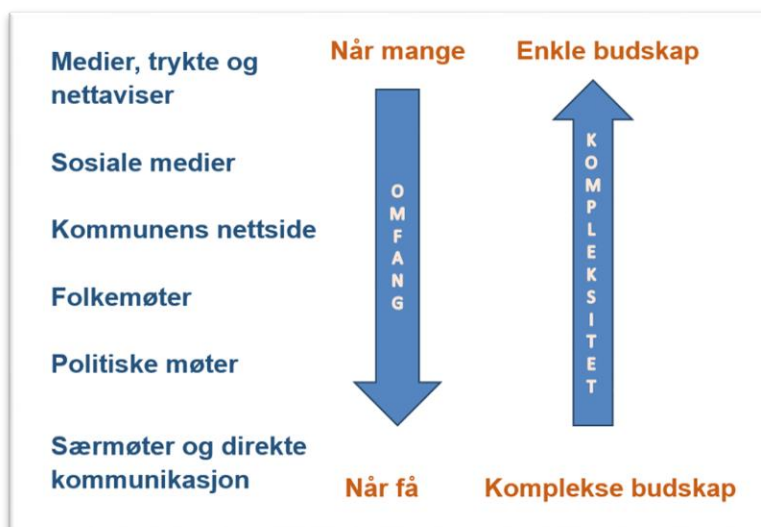 Medier, trykte og
nettaviser
Sosiale medier
Kommunens nettside
Folkemøter
Politiske møter
Særmøter og direkte
kommunikasjon
Når mange
OMFANG
Når få
Enkle budskap
KOMPLEKSITET
Komplekse budskap